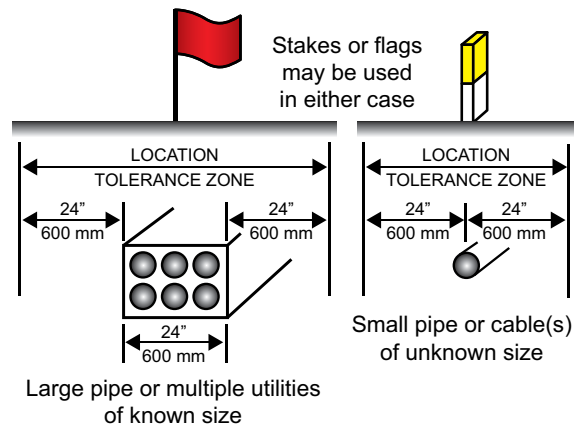 Stakes or flags
may be used
in either case
LOCATION
TOLERANCE ZONE
24”
600 mm
24”
600 mm
24”
600 mm
Large pipe or multiple utilities
of known size
LOCATION
TOLERANCE ZONE
24”
600 mm
24”
600 mm
Small pipe or cable(s)
of unknown size